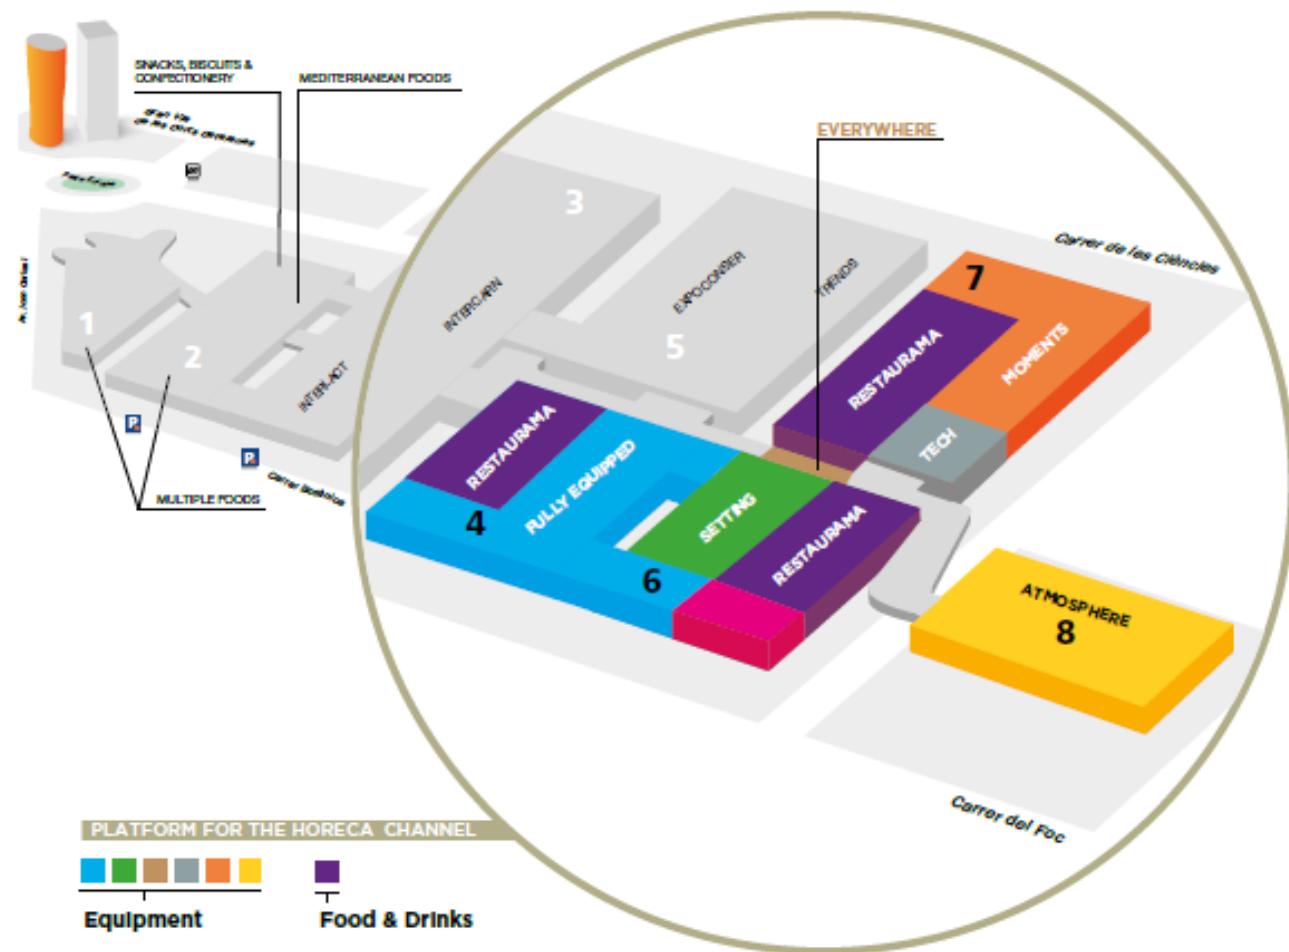 SNACKS, BISCUITS &
CONFECTIONERY
MEDITERRANEAN FOODS
EVERYWHERE
3
Carrer de les Ciències
7
INTERCARN
EXPOCONSER
TRENDS
1
2
5
RESTAURAMA
MOMENTS
INTERLACT
P
P
RESTAURAMA
FULLY EQUIPPED
TECH
MULTIPLE FOODS
4
SETTING
RESTAURAMA
6
ATMOSPHERE
8
Carrer del Foc
PLATFORM FOR THE HORECA CHANNEL
Equipment
Food & Drinks